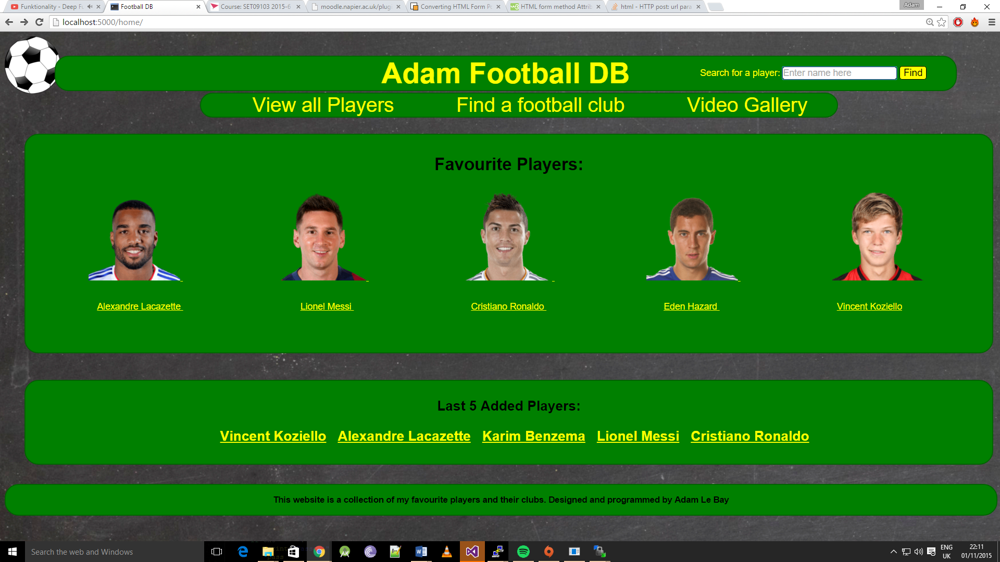 Funktionality - Deep Fu
Football DB
Course: SET09103 2015-6
moodle.napier.ac.uk/plug
Converting HTML Form Po
HTML form method Attrib
html - HTTP post: url para
Adam
localhost:5000/home/
Adam Football DB
Search for a player: Enter name here Find
View all Players Find a football club Video Gallery
Favourite Players:
Alexandre Lacazette Lionel Messi Cristiano Ronaldo Eden Hazard Vincent Koziello
Last 5 Added Players:
Vincent Koziello Alexandre Lacazette Karim Benzema Lionel Messi Cristiano Ronaldo
This website is a collection of my favourite players and their clubs. Designed and programmed by Adam Le Bay
Search the web and Windows
pass
ENG
UK
22:11
01/11/2015